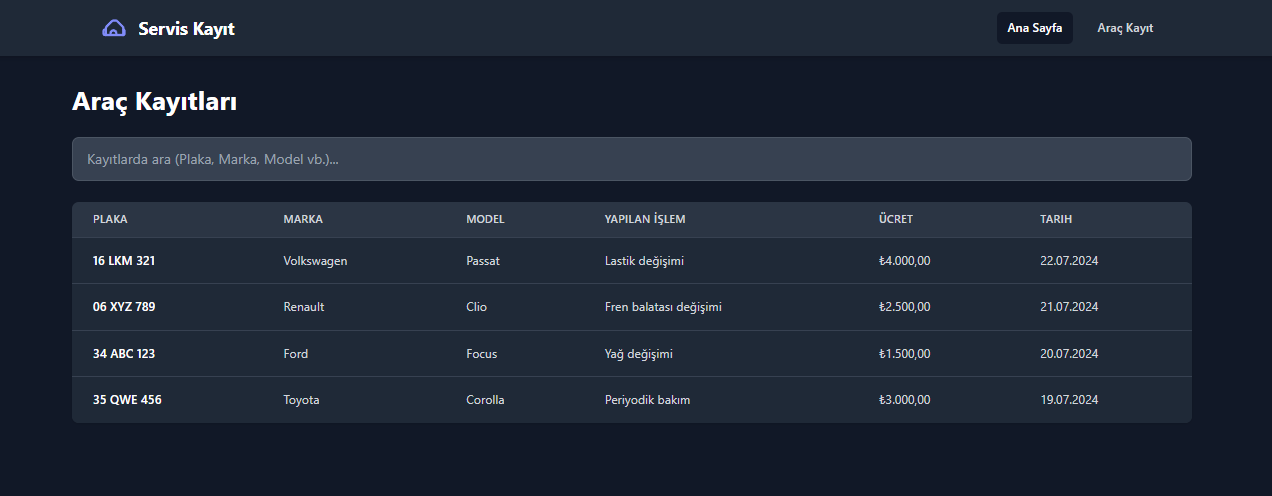 Servis Kayıt
Ana Sayfa
Araç Kayıt
Araç Kayıtları
Kayıtlarda ara (Plaka, Marka, Model vb.)...
PLAKA MARKA MODEL YAPILAN İŞLEM ÜCRET TARIH
16 LKM 321 Volkswagen Passat Lastik değişimi ₺4.000,00 22.07.2024
06 XYZ 789 Renault Clio Fren balatası değişimi ₺2.500,00 21.07.2024
34 ABC 123 Ford Focus Yağ değişimi ₺1.500,00 20.07.2024
35 QWE 456 Toyota Corolla Periyodik bakım ₺3.000,00 19.07.2024